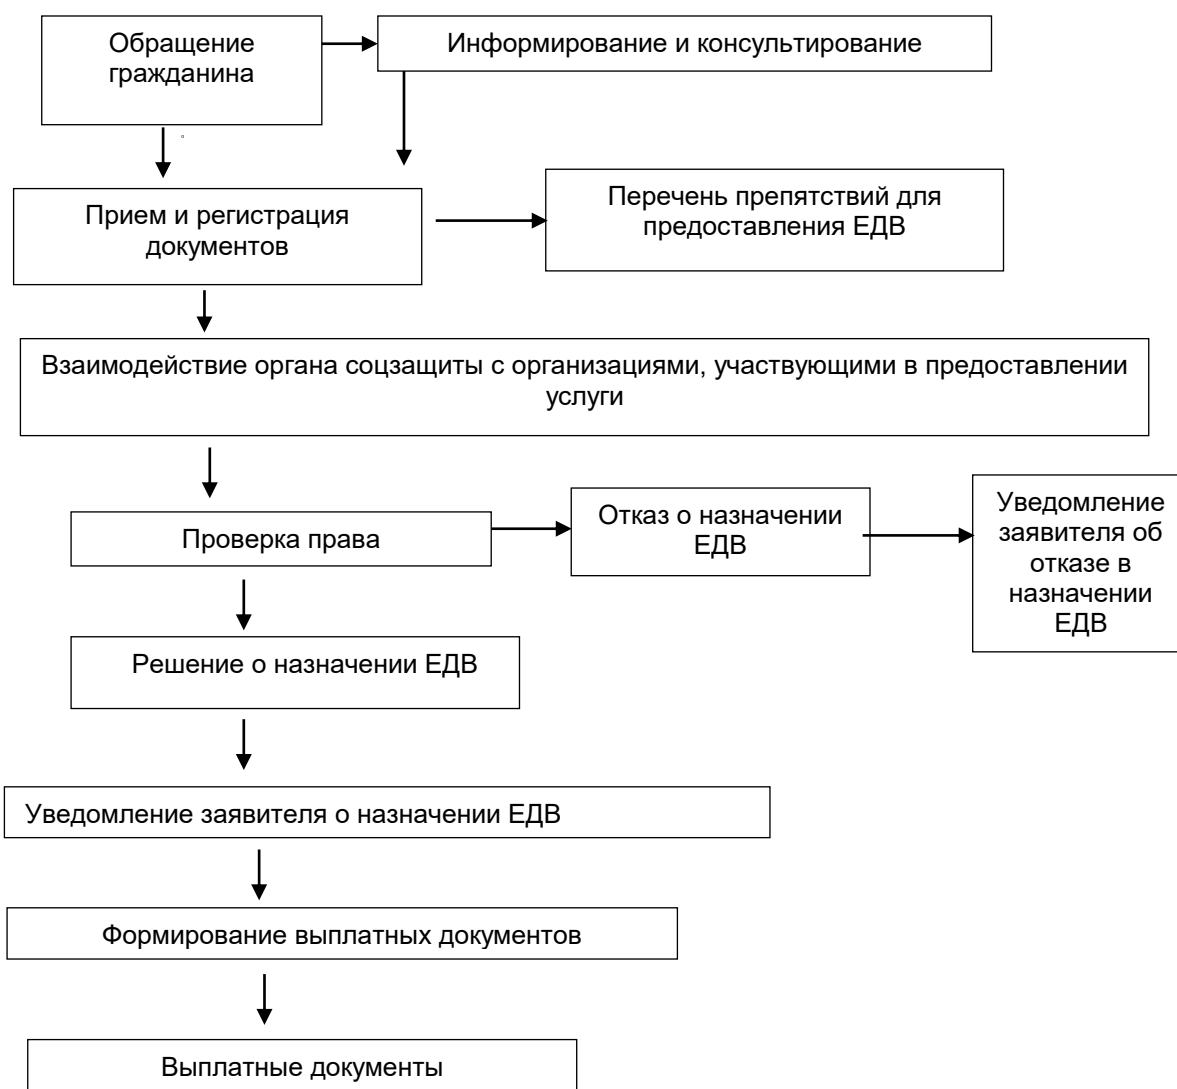 Обращение
гражданина
Информирование и консультирование
Прием и регистрация
документов
Перечень препятствий для
предоставления ЕДВ
Взаимодействие органа соцзащиты с организациями, участвующими в предоставлении
услуги
Проверка права
Отказ о назначении
ЕДВ
Уведомление
заявителя об
отказе в
назначении
ЕДВ
Решение о назначении ЕДВ
Уведомление заявителя о назначении ЕДВ
Формирование выплатных документов
Выплатные документы